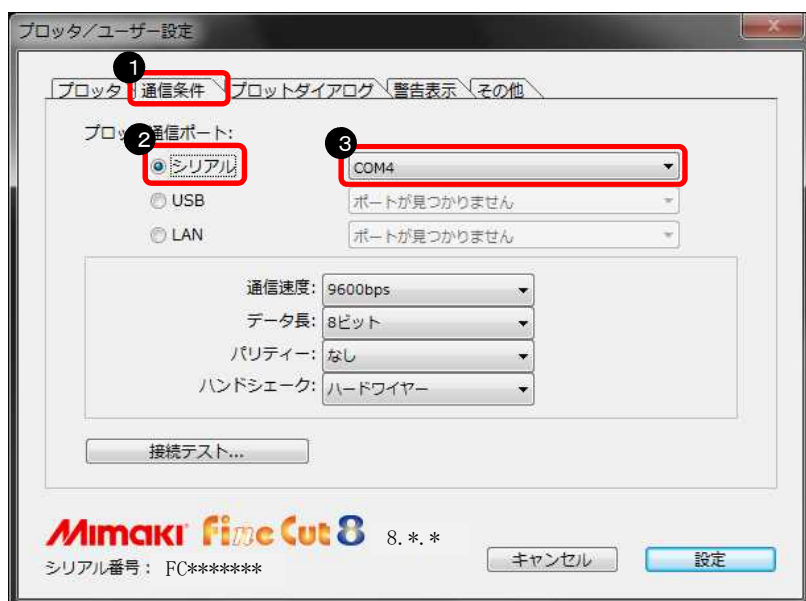 プロッタ/ユーザー設定
1
プロッタ 通信条件 プロットダイアログ 警告表示 その他
プロッ 通信ポート:
2 3
シリアル COM4
USB ポートが見つかりません
LAN ポートが見つかりません
通信速度: 9600bps
データ長: 8ビット
パリティー: なし
ハンドシェーク: ハードワイヤー
接続テスト...
Mimaki Fine Cut 8 8.*.*
シリアル番号: FC*******
キャンセル 設定